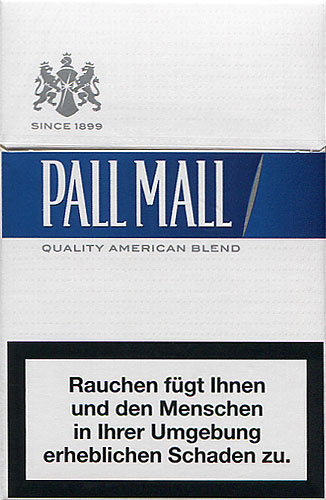 SINCE 1899
PALL MALL
QUALITY AMERICAN BLEND
Rauchen fügt Ihnen
und den Menschen
in Ihrer Umgebung
erheblichen Schaden zu.